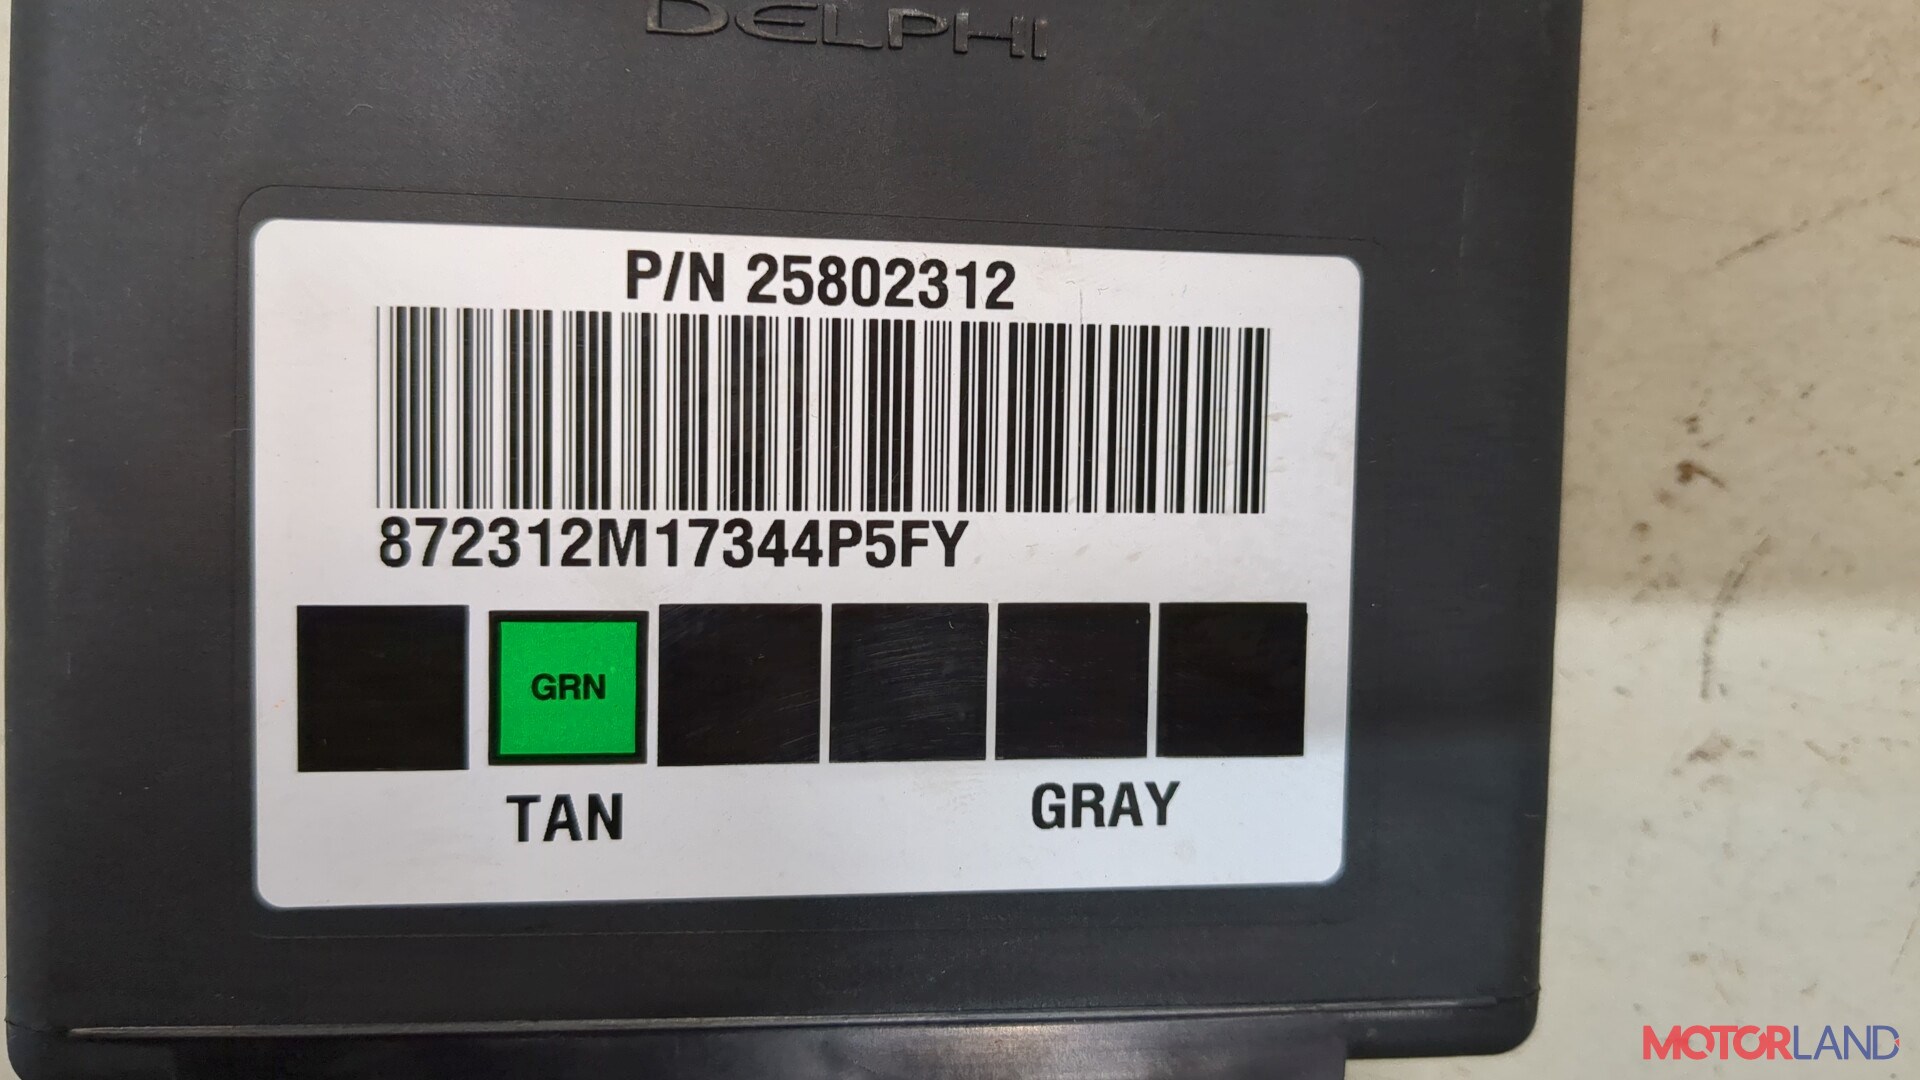 DELPHI
P/N 25802312
872312M17344P5FY
GRN
TAN GRAY
MOTORLAND